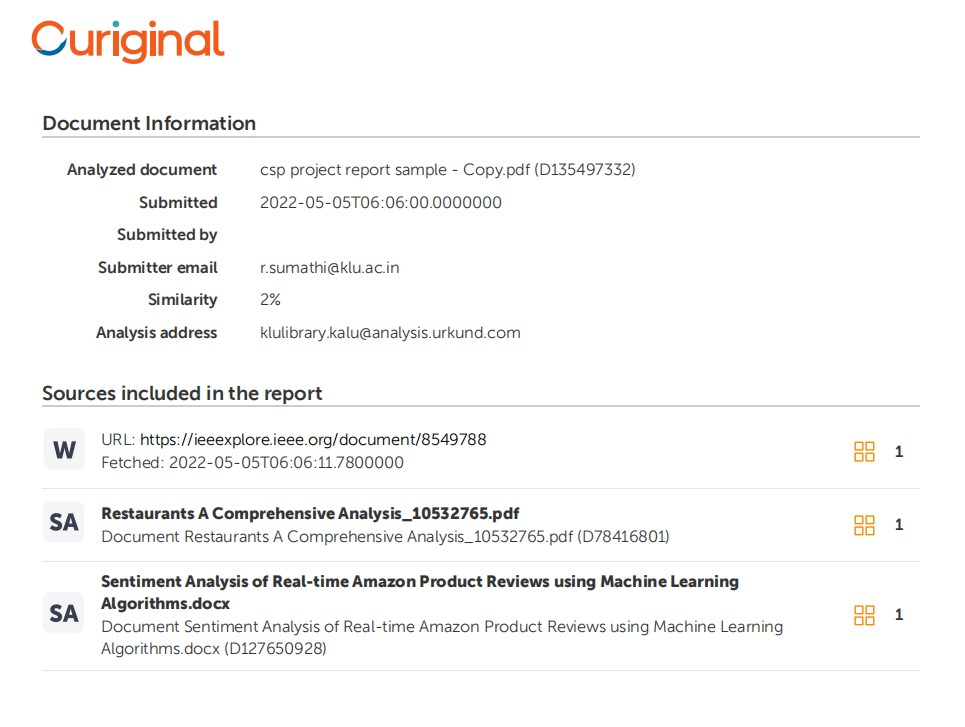 Ouriginal
Document Information
Analyzed document csp project report sample - Copy.pdf (D135497332)
Submitted 2022-05-05T06:06:00.0000000
Submitted by
Submitter email r.sumathi@klu.ac.in
Similarity 2%
Analysis address klulibrary.kalu@analysis.urkund.com
Sources included in the report
W URL: https://ieeexplore.ieee.org/document/8549788 1
Fetched: 2022-05-05T06:06:11.7800000
SA Restaurants A Comprehensive Analysis_10532765.pdf 1
Document Restaurants A Comprehensive Analysis_10532765.pdf (D78416801)
SA Sentiment Analysis of Real-time Amazon Product Reviews using Machine Learning 1
Algorithms.docx
Document Sentiment Analysis of Real-time Amazon Product Reviews using Machine Learning
Algorithms.docx (D127650928)